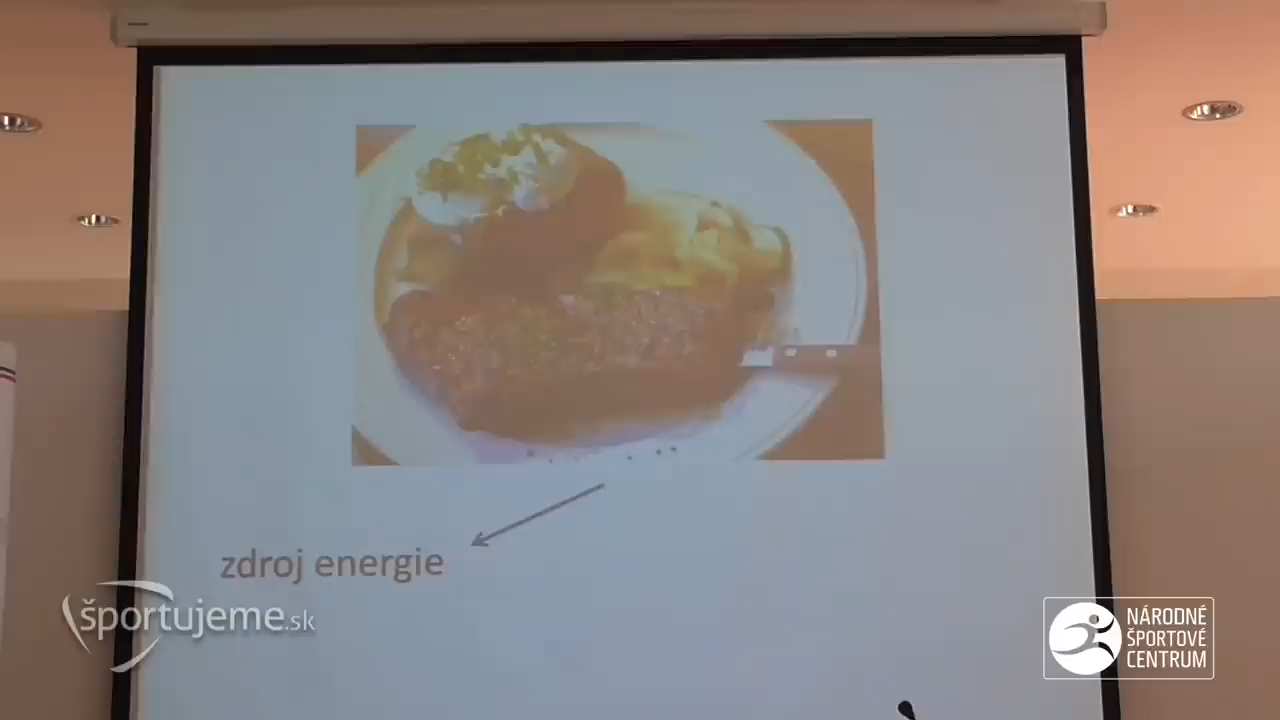 zdroj energie
športujeme.sk
NÁRODNÉ
ŠPORTOVÉ
CENTRUM